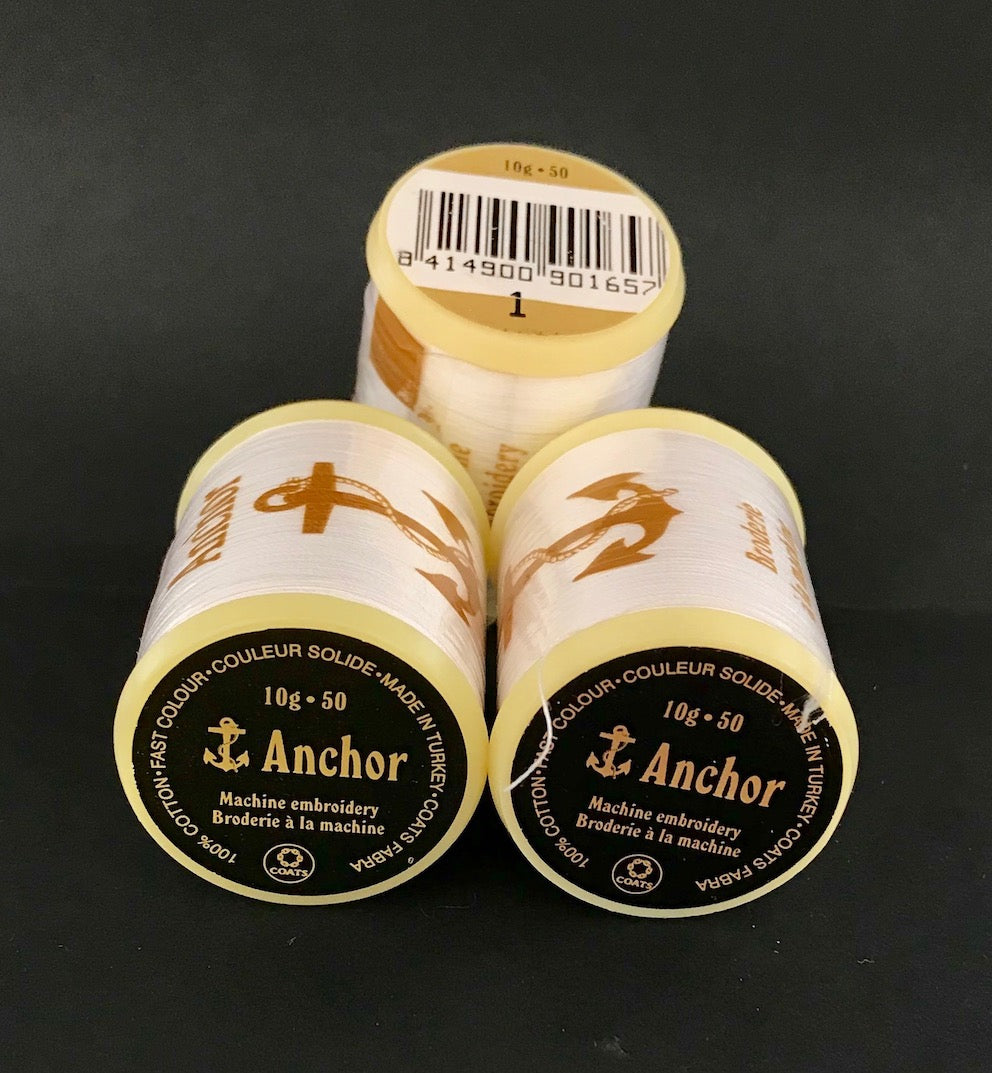 10g • 50
8 414900 901657
1
Anchor
Broderie
100% COTTON • FAST COLOUR • COULEUR SOLIDE • MADE IN TURKEY • COATS FABRA
10g • 50
Anchor
Machine embroidery
Broderie à la machine
COATS
100% COTTON • FAST COLOUR • COULEUR SOLIDE • MADE IN TURKEY • COATS FABRA
10g • 50
Anchor
Machine embroidery
Broderie à la machine
COATS